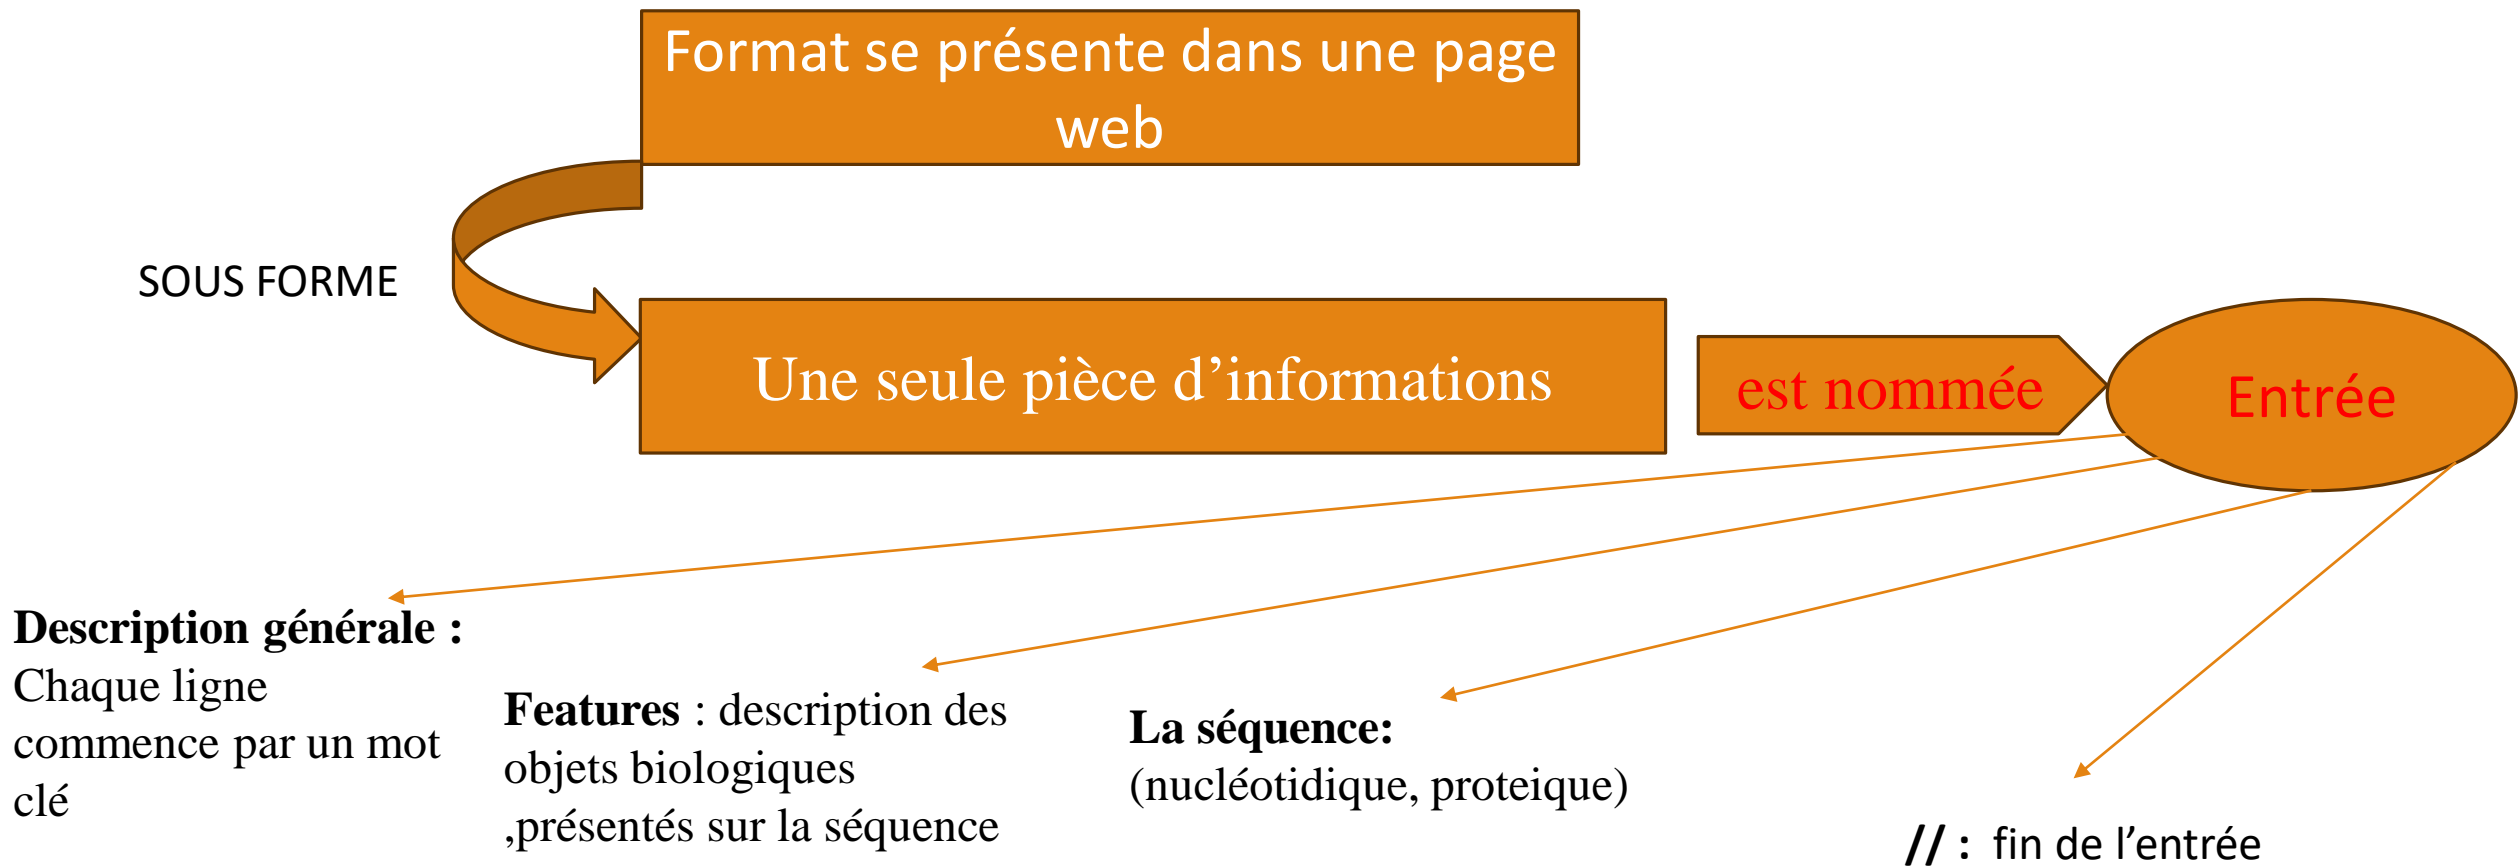 Format se présente dans une page
web
SOUS FORME
Une seule pièce d’informations
est nommée
Entrée
Description générale :
Chaque ligne
commence par un mot
clé
Features : description des
objets biologiques
,présentés sur la séquence
La séquence:
(nucléotidique, proteique)
// : fin de l’entrée